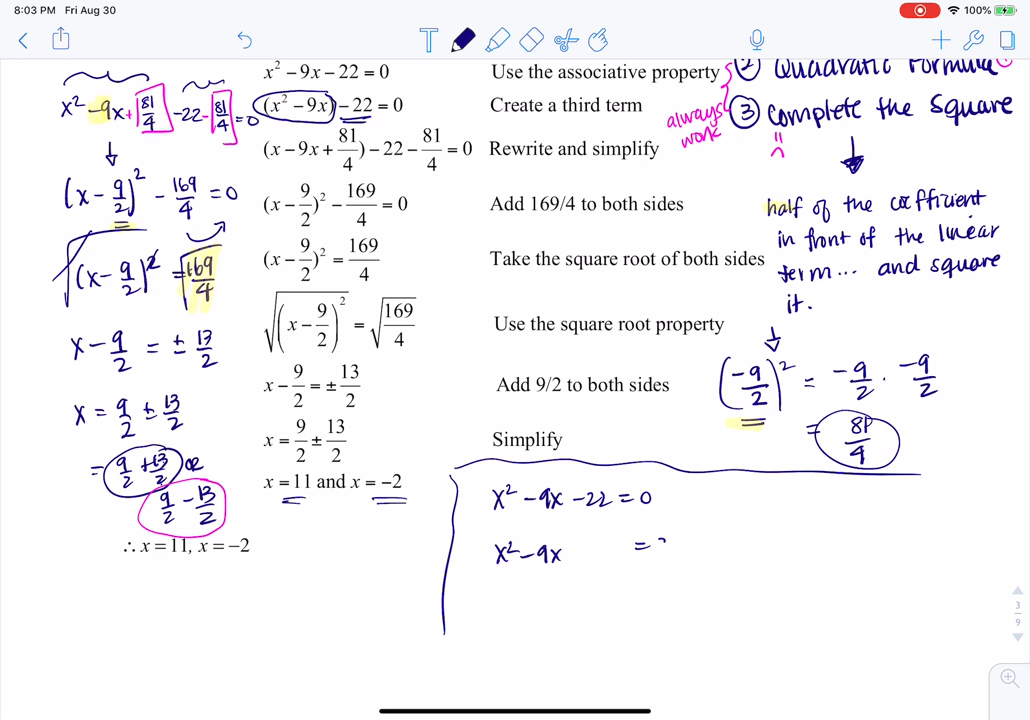 8:03 PM Fri Aug 30
100%
T
x² - 9x + 81/4 - 22 - 81/4 = 0
(x - 9/2)² - 169/4 = 0
√(x - 9/2)² = √169/4
x - 9/2 = ± 13/2
x = 9/2 ± 13/2
= 9/2 + 13/2 or
9/2 - 13/2
∴ x = 11, x = −2
x² − 9x − 22 = 0 Use the associative property
(x² − 9x) − 22 = 0 Create a third term
(x − 9x + 81/4) − 22 − 81/4 = 0 Rewrite and simplify
(x − 9/2)² − 169/4 = 0 Add 169/4 to both sides
(x − 9/2)² = 169/4 Take the square root of both sides
√(x − 9/2)² = √169/4 Use the square root property
x − 9/2 = ± 13/2 Add 9/2 to both sides
x = 9/2 ± 13/2 Simplify
x = 11 and x = −2
always
work
② Quadratic Formula
③ Complete the Square
half of the coefficient
in front of the linear
term... and square
it.
(-9/2)² = -9/2 · -9/2
= 81/4
x² - 9x - 22 = 0
x² - 9x =
3
9